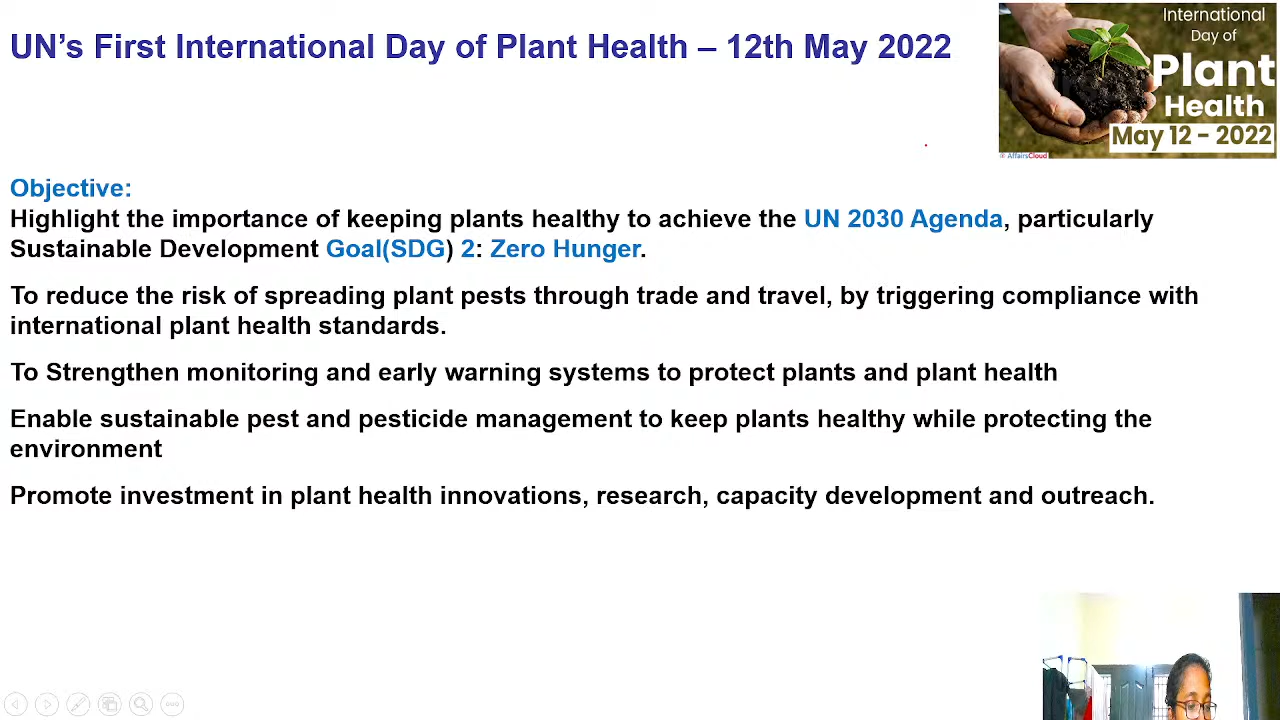 UN’s First International Day of Plant Health – 12th May 2022
International
Day of
Plant
Health
May 12 - 2022
AffairsCloud
Objective:
Highlight the importance of keeping plants healthy to achieve the UN 2030 Agenda, particularly
Sustainable Development Goal(SDG) 2: Zero Hunger.
To reduce the risk of spreading plant pests through trade and travel, by triggering compliance with
international plant health standards.
To Strengthen monitoring and early warning systems to protect plants and plant health
Enable sustainable pest and pesticide management to keep plants healthy while protecting the
environment
Promote investment in plant health innovations, research, capacity development and outreach.